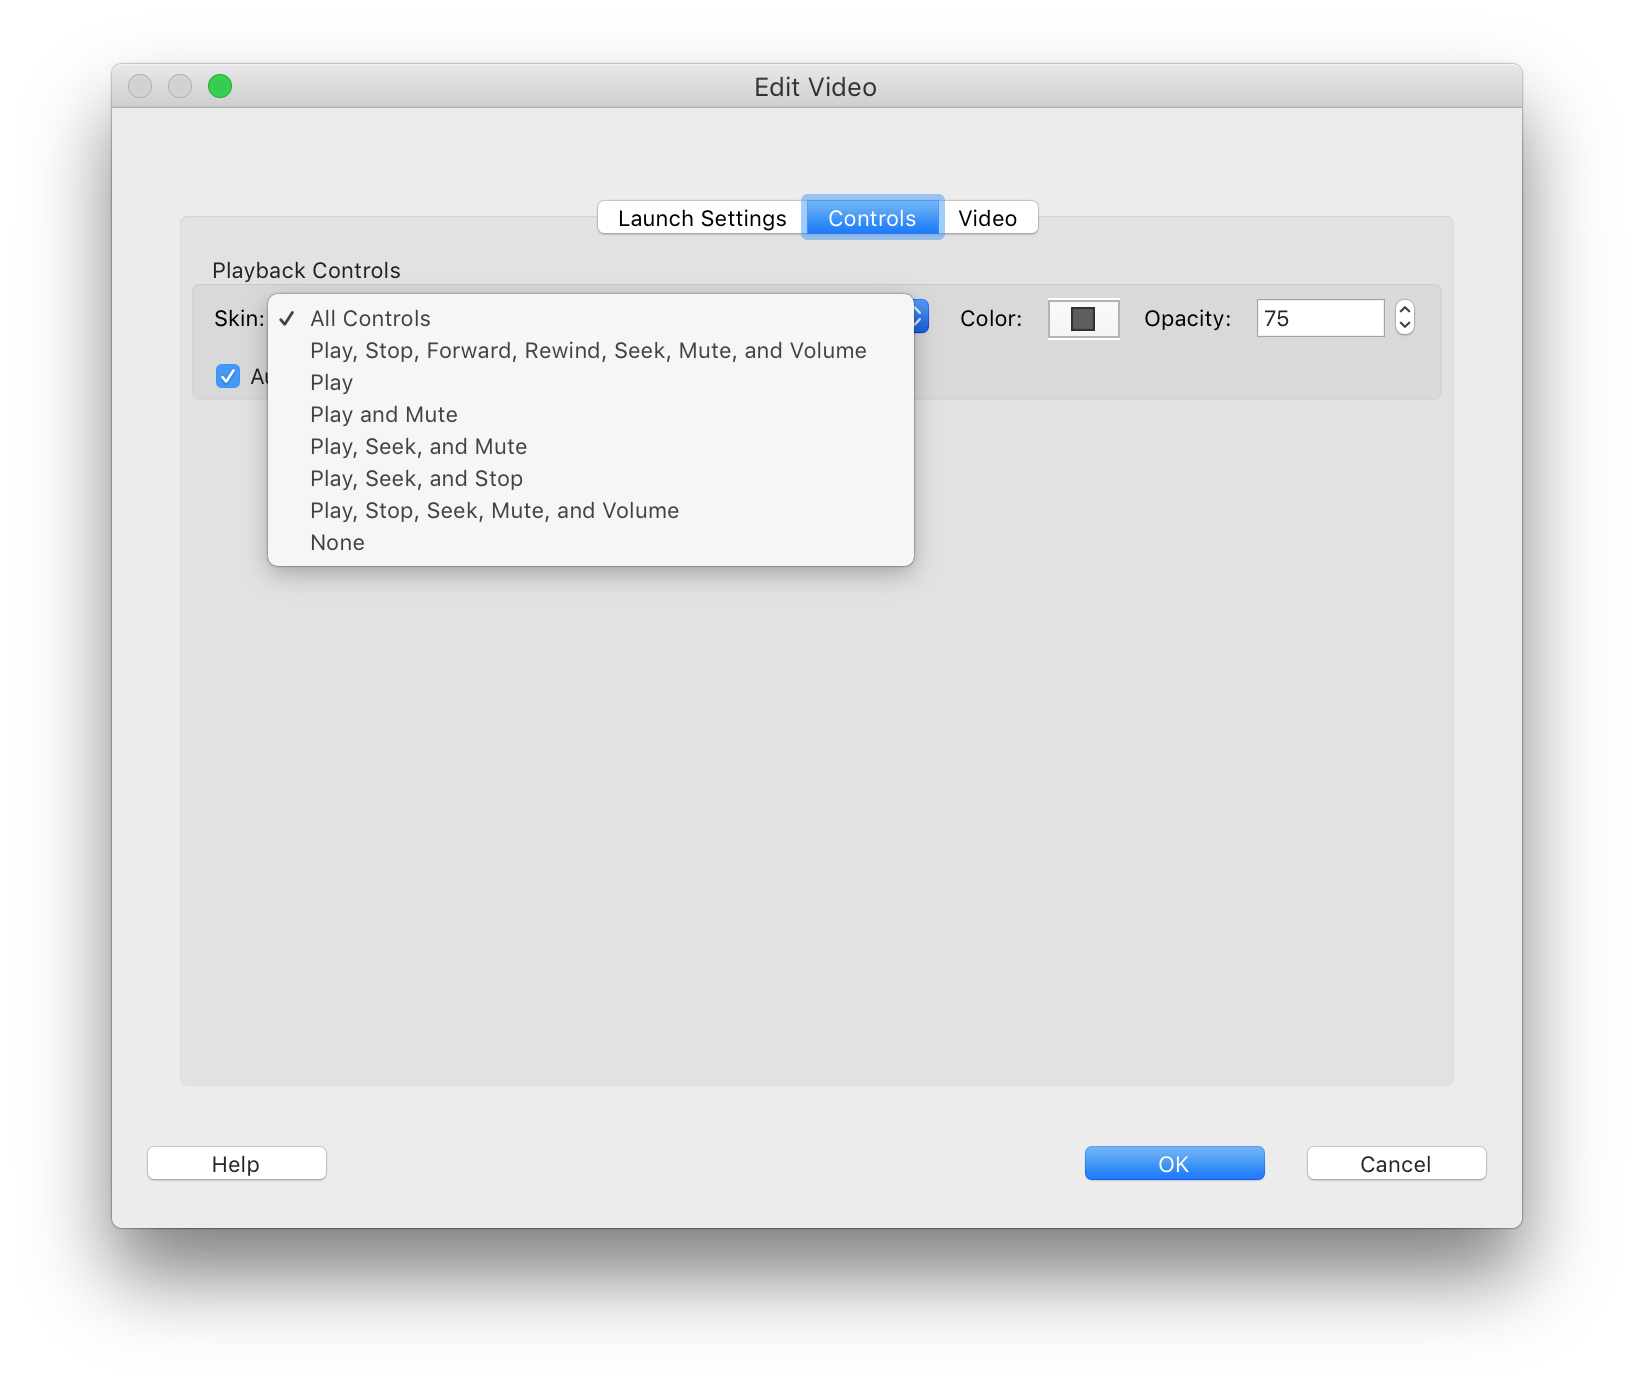 Edit Video
Launch Settings Controls Video
Playback Controls
Skin: ✓ All Controls Color: Opacity: 75
Play, Stop, Forward, Rewind, Seek, Mute, and Volume
Play
Play and Mute
Play, Seek, and Mute
Play, Seek, and Stop
Play, Stop, Seek, Mute, and Volume
None
Help OK Cancel